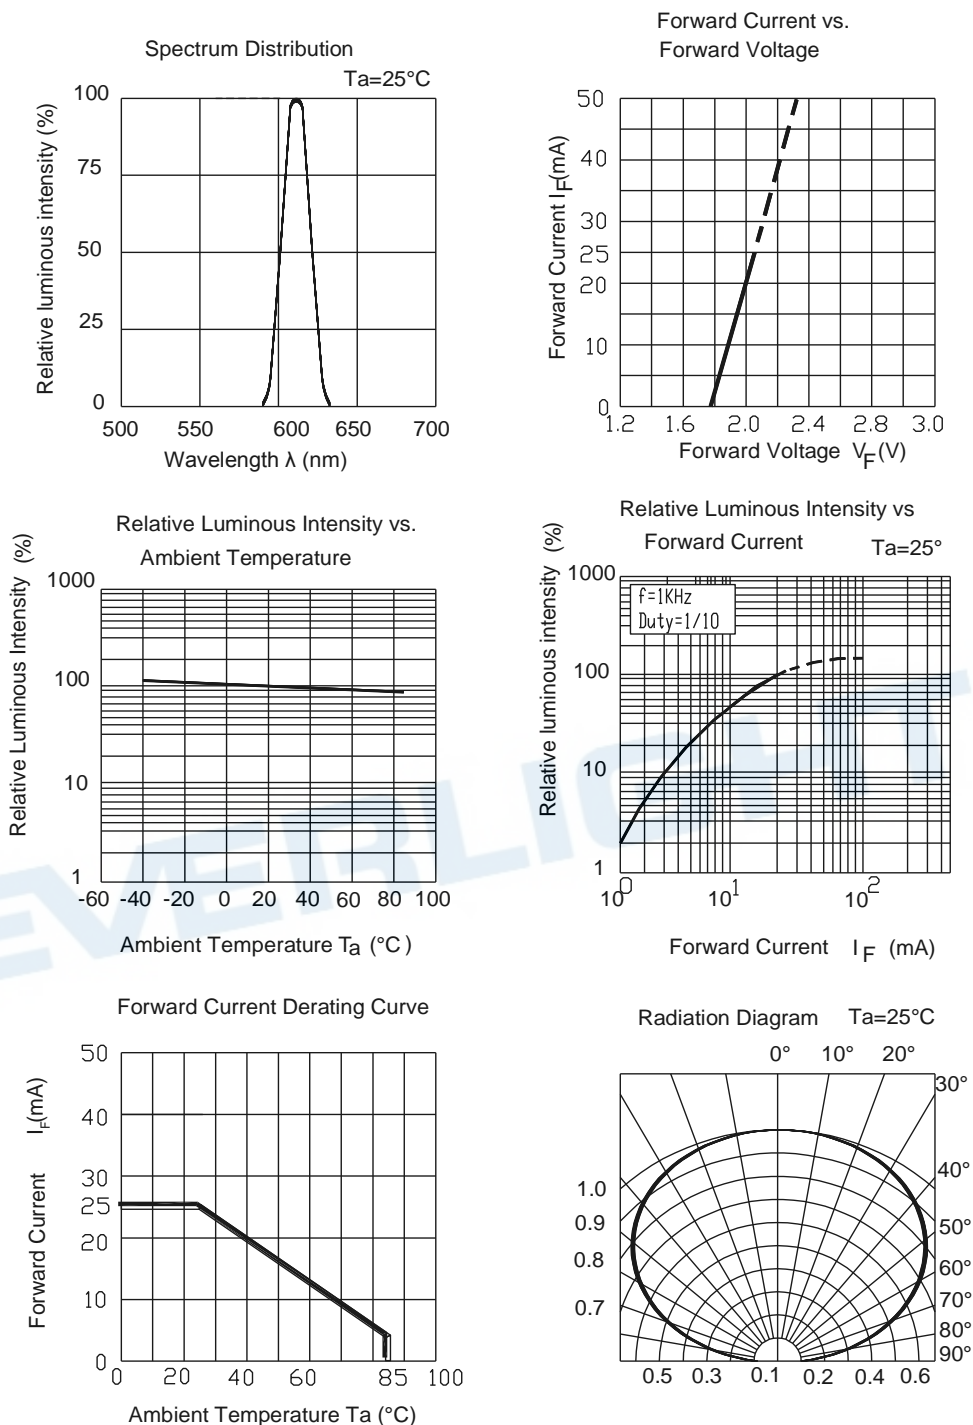 Spectrum Distribution
Ta=25°C
Relative luminous intensity (%)
100
75
50
25
0
500 550 600 650 700
Wavelength λ (nm)
Forward Current vs.
Forward Voltage
Forward Current IF(mA)
50
40
30
25
20
10
0
1.2 1.6 2.0 2.4 2.8 3.0
Forward Voltage VF(V)
Relative Luminous Intensity vs.
Ambient Temperature
Relative Luminous Intensity (%)
1000
100
10
1
-60 -40 -20 0 20 40 60 80 100
Ambient Temperature Ta (°C)
Relative Luminous Intensity vs
Forward Current
Ta=25°
Relative luminous intensity (%)
1000
f=1KHz
Duty=1/10
100
10
1
10⁰ 10¹ 10²
Forward Current IF (mA)
EVERLIGHT
Forward Current Derating Curve
Forward Current IF(mA)
50
40
30
25
20
10
0
0 20 40 60 85 100
Ambient Temperature Ta (°C)
Radiation Diagram Ta=25°C
0° 10° 20°
30°
40°
50°
60°
70°
80°
90°
1.0
0.9
0.8
0.7
0.5 0.3 0.1 0.2 0.4 0.6